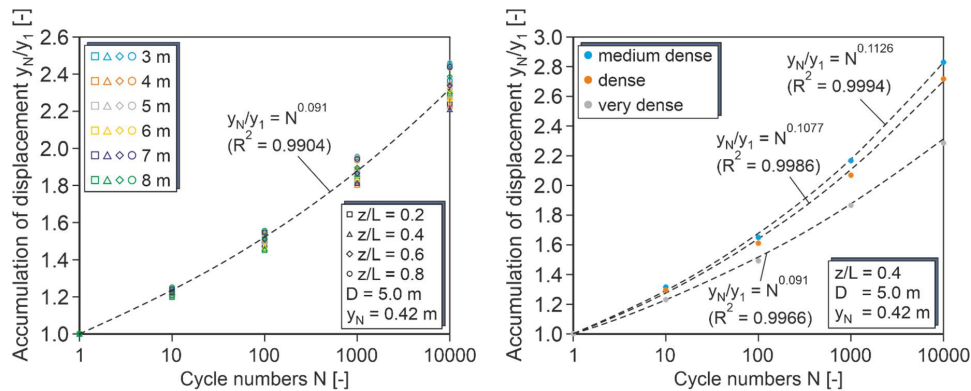 Accumulation of displacement y_N/y_1 [-]
2.6
2.4
2.2
2.0
1.8
1.6
1.4
1.2
1.0
3 m
4 m
5 m
6 m
7 m
8 m
y_N/y_1 = N^0.091
(R^2 = 0.9904)
z/L = 0.2
z/L = 0.4
z/L = 0.6
z/L = 0.8
D = 5.0 m
y_N = 0.42 m
1 10 100 1000 10000
Cycle numbers N [-]
Accumulation of displacement y_N/y_1 [-]
3.0
2.8
2.6
2.4
2.2
2.0
1.8
1.6
1.4
1.2
1.0
medium dense
dense
very dense
y_N/y_1 = N^0.1126
(R^2 = 0.9994)
y_N/y_1 = N^0.1077
(R^2 = 0.9986)
y_N/y_1 = N^0.091
(R^2 = 0.9966)
z/L = 0.4
D = 5.0 m
y_N = 0.42 m
1 10 100 1000 10000
Cycle numbers N [-]